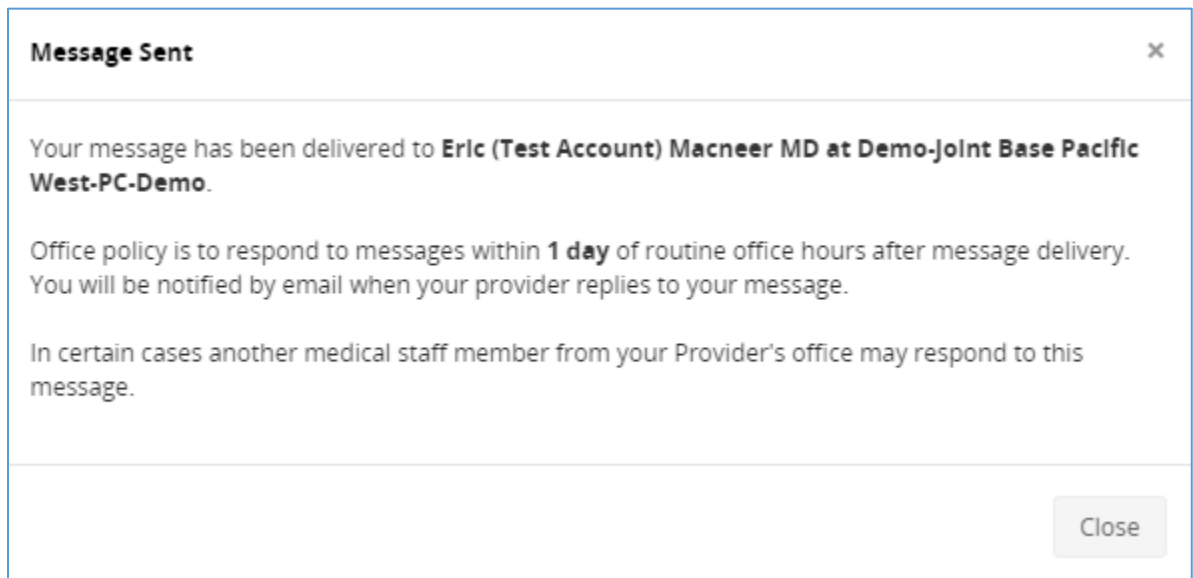 Message Sent ×
Your message has been delivered to Eric (Test Account) Macneer MD at Demo-Joint Base Pacific
West-PC-Demo.
Office policy is to respond to messages within 1 day of routine office hours after message delivery.
You will be notified by email when your provider replies to your message.
In certain cases another medical staff member from your Provider's office may respond to this
message.
Close